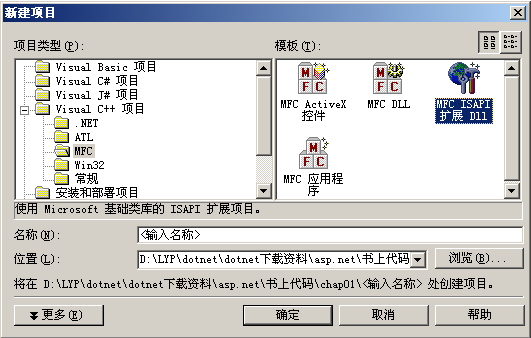 新建项目
项目类型(P):
模板(T):
Visual Basic 项目
Visual C# 项目
Visual J# 项目
Visual C++ 项目
.NET
ATL
MFC
Win32
常规
安装和部署项目
MFC ActiveX
控件
MFC DLL
MFC ISAPI
扩展 Dll
MFC 应用程
序
使用 Microsoft 基础类库的 ISAPI 扩展项目。
名称(N):
<输入名称>
位置(L):
D:\LYP\dotnet\dotnet下载资料\asp.net\书上代码
浏览(B)...
将在 D:\LYP\dotnet\dotnet下载资料\asp.net\书上代码\chap01\<输入名称> 处创建项目。
更多(E)
确定
取消
帮助